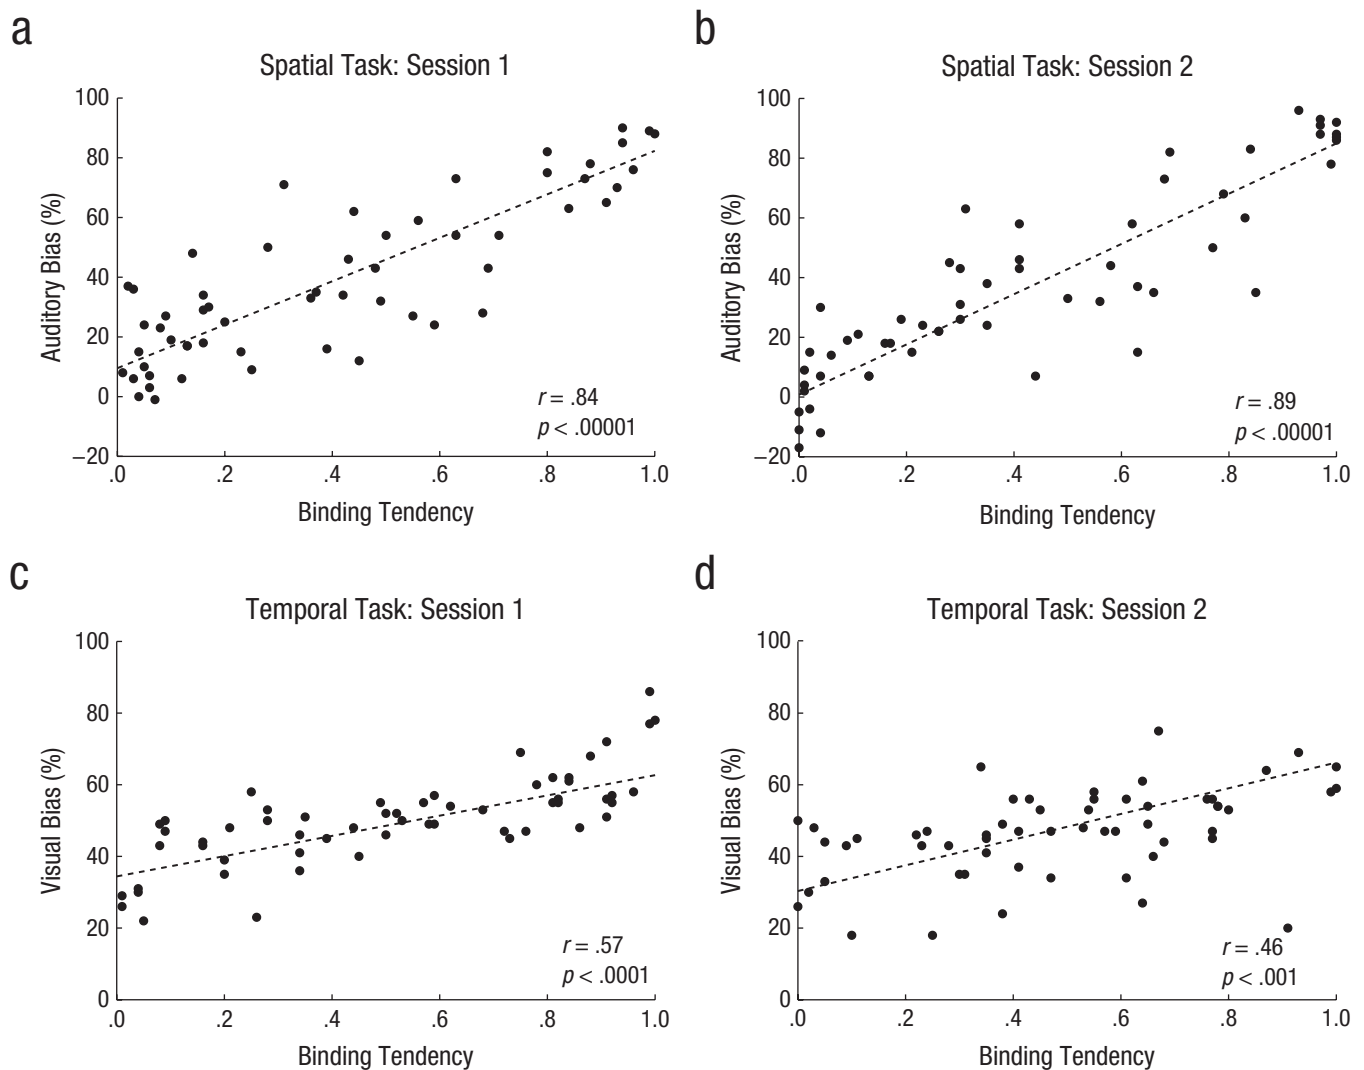 a
Spatial Task: Session 1
100
80
60
40
20
0
−20
Auditory Bias (%)
r = .84
p < .00001
.0 .2 .4 .6 .8 1.0
Binding Tendency
b
Spatial Task: Session 2
100
80
60
40
20
0
−20
Auditory Bias (%)
r = .89
p < .00001
.0 .2 .4 .6 .8 1.0
Binding Tendency
c
Temporal Task: Session 1
100
80
60
40
20
0
Visual Bias (%)
r = .57
p < .0001
.0 .2 .4 .6 .8 1.0
Binding Tendency
d
Temporal Task: Session 2
100
80
60
40
20
0
Visual Bias (%)
r = .46
p < .001
.0 .2 .4 .6 .8 1.0
Binding Tendency